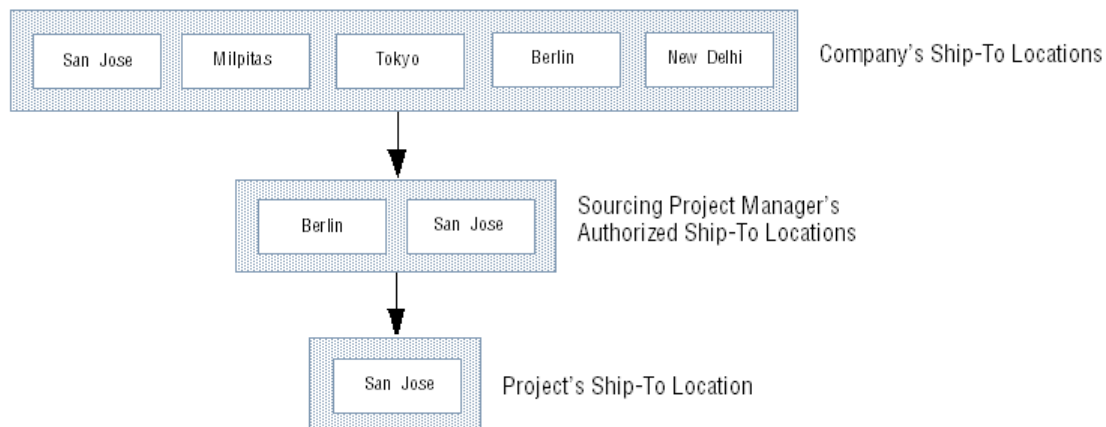 San Jose
Milpitas
Tokyo
Berlin
New Delhi
Company's Ship-To Locations
Berlin
San Jose
Sourcing Project Manager's
Authorized Ship-To Locations
San Jose
Project's Ship-To Location